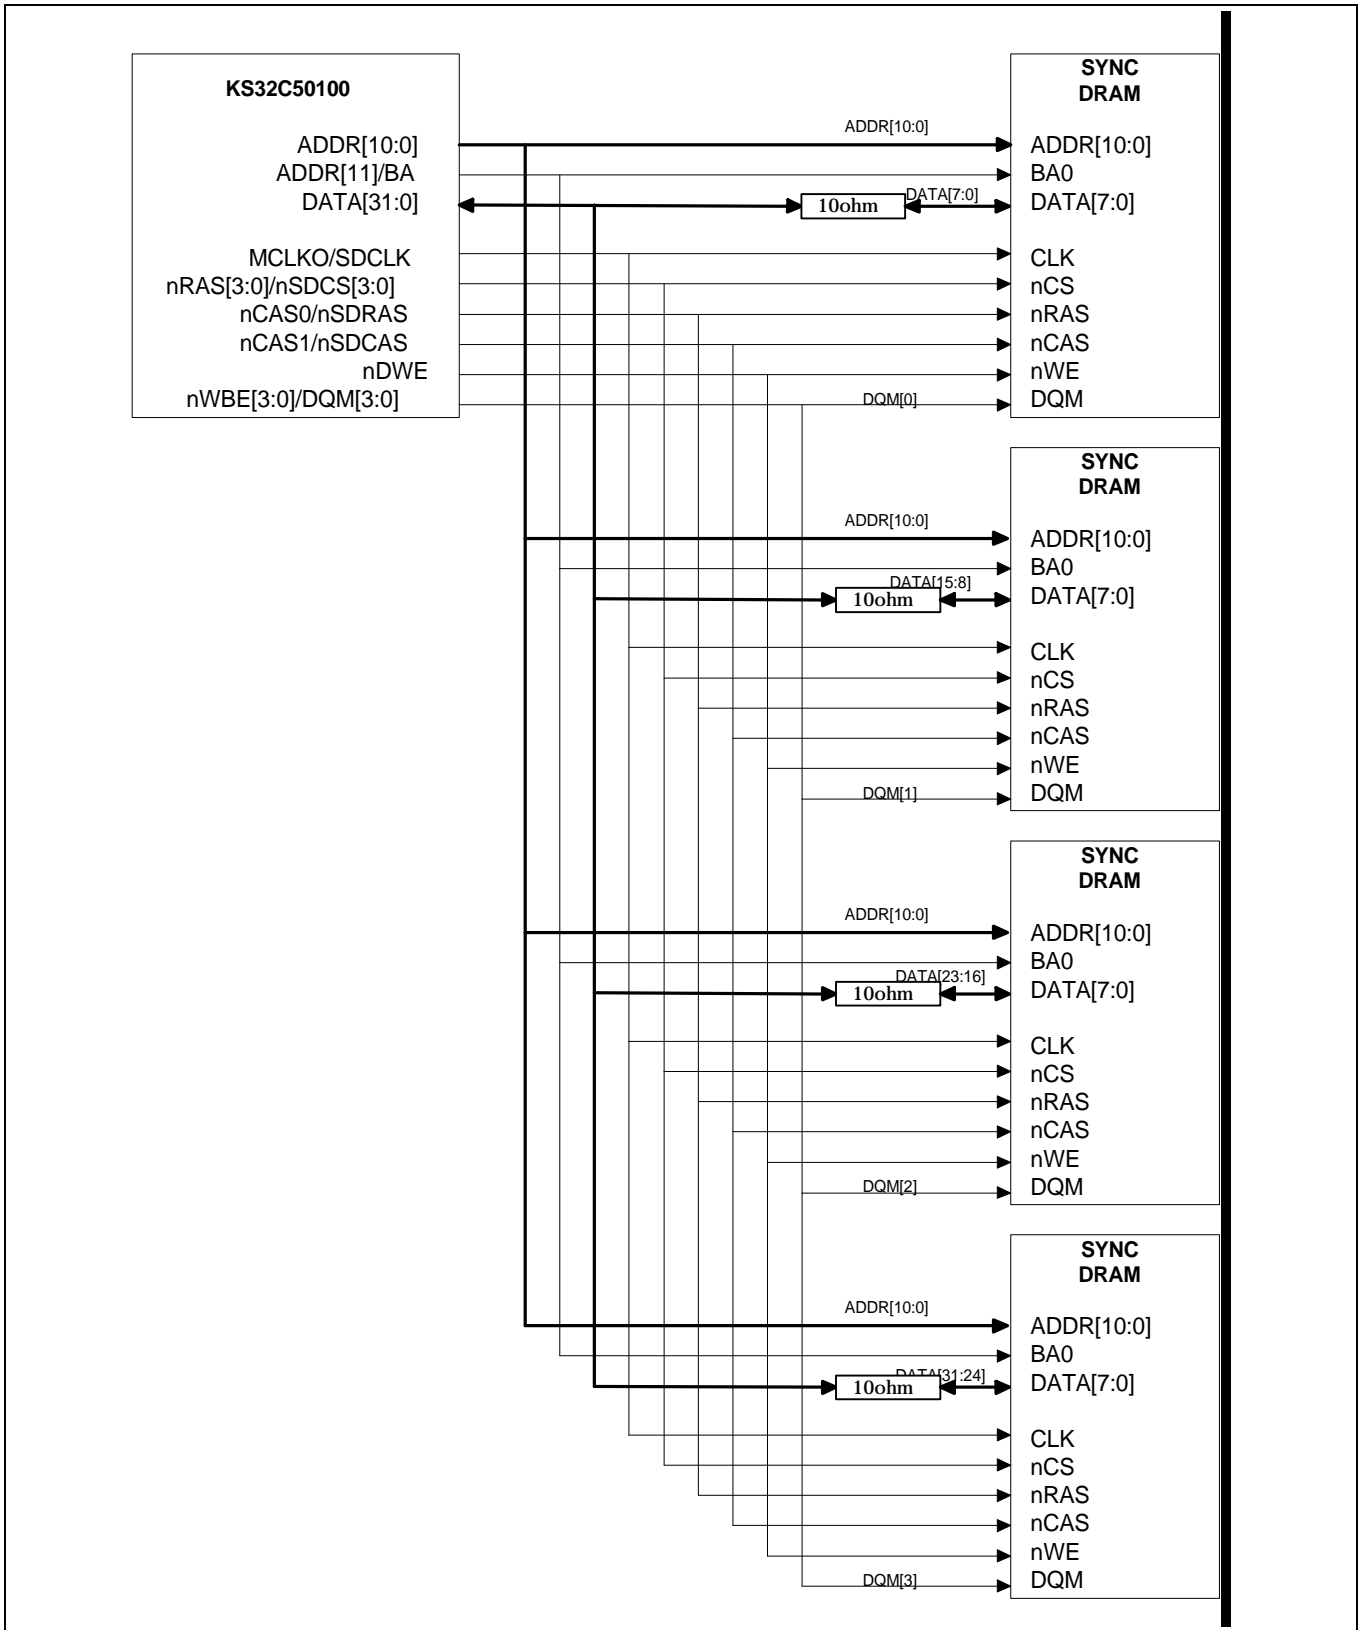 KS32C50100
ADDR[10:0]
ADDR[11]/BA
DATA[31:0]
MCLKO/SDCLK
nRAS[3:0]/nSDCS[3:0]
nCAS0/nSDRAS
nCAS1/nSDCAS
nDWE
nWBE[3:0]/DQM[3:0]
ADDR[10:0]
DATA[7:0]
10ohm
DQM[0]
SYNC
DRAM
ADDR[10:0]
BA0
DATA[7:0]
CLK
nCS
nRAS
nCAS
nWE
DQM
ADDR[10:0]
DATA[15:8]
10ohm
DQM[1]
SYNC
DRAM
ADDR[10:0]
BA0
DATA[7:0]
CLK
nCS
nRAS
nCAS
nWE
DQM
ADDR[10:0]
DATA[23:16]
10ohm
DQM[2]
SYNC
DRAM
ADDR[10:0]
BA0
DATA[7:0]
CLK
nCS
nRAS
nCAS
nWE
DQM
ADDR[10:0]
DATA[31:24]
10ohm
DQM[3]
SYNC
DRAM
ADDR[10:0]
BA0
DATA[7:0]
CLK
nCS
nRAS
nCAS
nWE
DQM